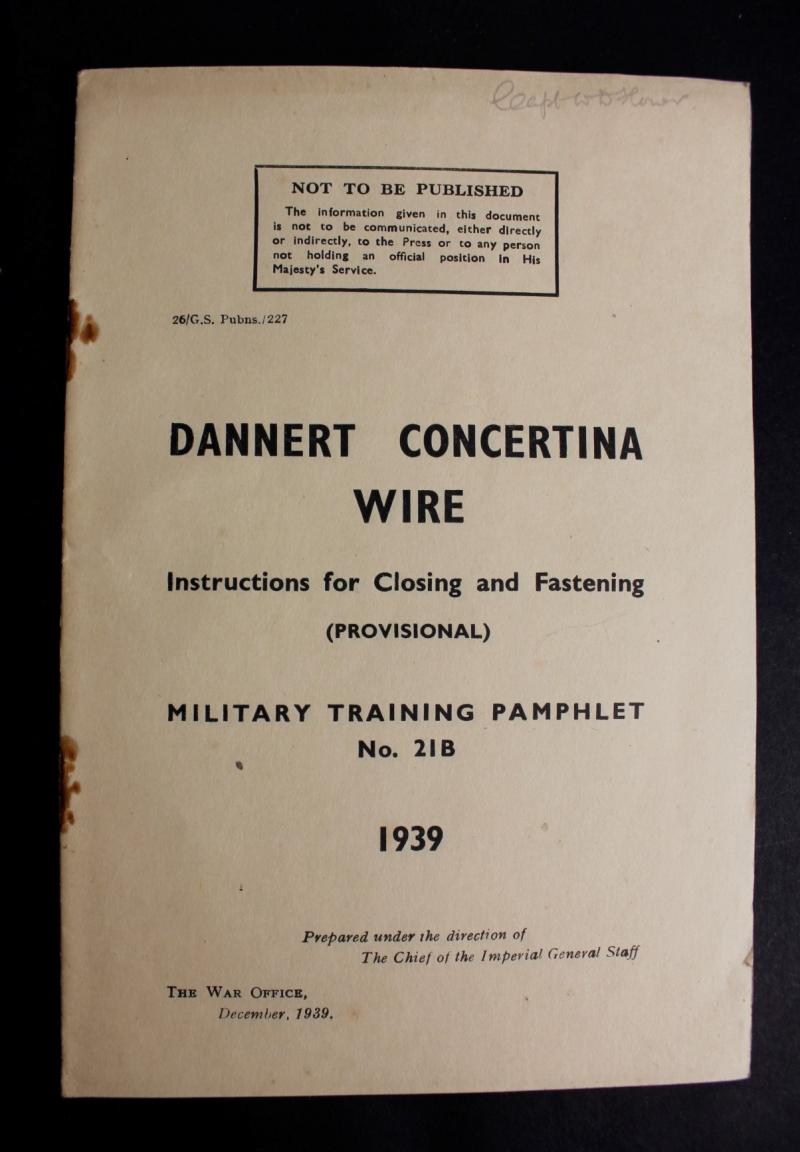 Capt W D
NOT TO BE PUBLISHED
The information given in this document
is not to be communicated, either directly
or indirectly, to the Press or to any person
not holding an official position in His
Majesty's Service.
26/G.S. Pubns./227
DANNERT CONCERTINA
WIRE
Instructions for Closing and Fastening
(PROVISIONAL)
MILITARY TRAINING PAMPHLET
No. 21B
1939
Prepared under the direction of
The Chief of the Imperial General Staff
THE WAR OFFICE,
December, 1939.